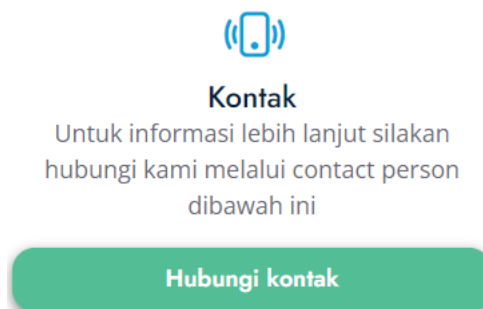 Kontak
Untuk informasi lebih lanjut silakan
hubungi kami melalui contact person
dibawah ini
Hubungi kontak